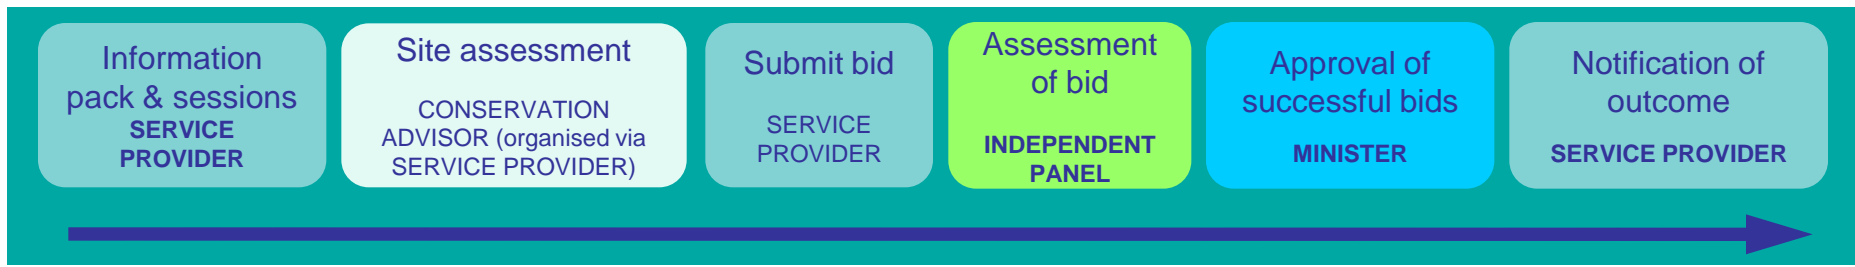 Information
pack & sessions
SERVICE
PROVIDER
Site assessment
CONSERVATION
ADVISOR (organised via
SERVICE PROVIDER)
Submit bid
SERVICE
PROVIDER
Assessment
of bid
INDEPENDENT
PANEL
Approval of
successful bids
MINISTER
Notification of
outcome
SERVICE PROVIDER